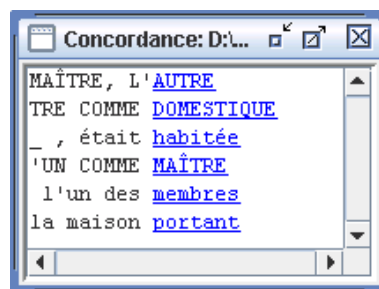 Concordance: D:\...
MAÎTRE, L'AUTRE
TRE COMME DOMESTIQUE
_ , était habitée
'UN COMME MAÎTRE
l'un des membres
la maison portant